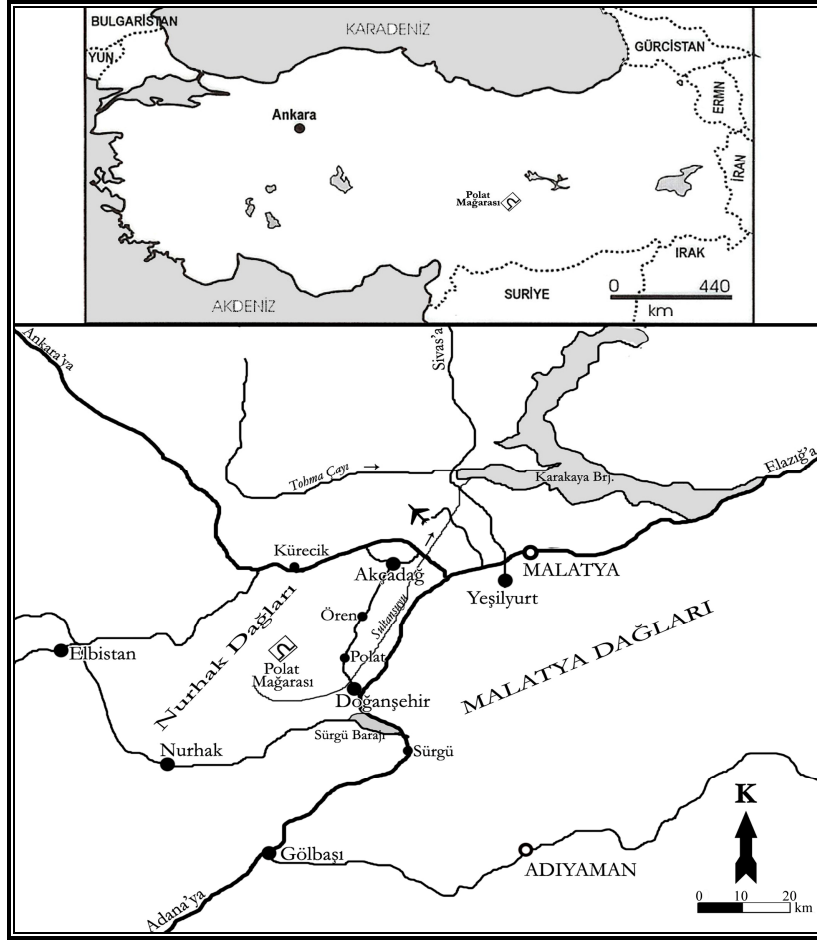 BULGARİSTAN
KARADENİZ
GÜRCİSTAN
YUN
ERMN
Ankara
İRAN
Polat
Mağarası
IRAK
SURİYE
0 440
km
AKDENİZ
Ankara'ya
Sivas'a
Elazığ'a
Tohma Çayı
Karakaya Brj.
Kürecik
Akçadağ
MALATYA
Yeşilyurt
Ören
Sultansuyu
Nurhak Dağları
MALATYA DAĞLARI
Elbistan
Polat
Polat
Mağarası
Doğanşehir
Sürgü Barajı
Sürgü
Nurhak
K
Gölbaşı
ADIYAMAN
Adana'ya
0 10 20
km